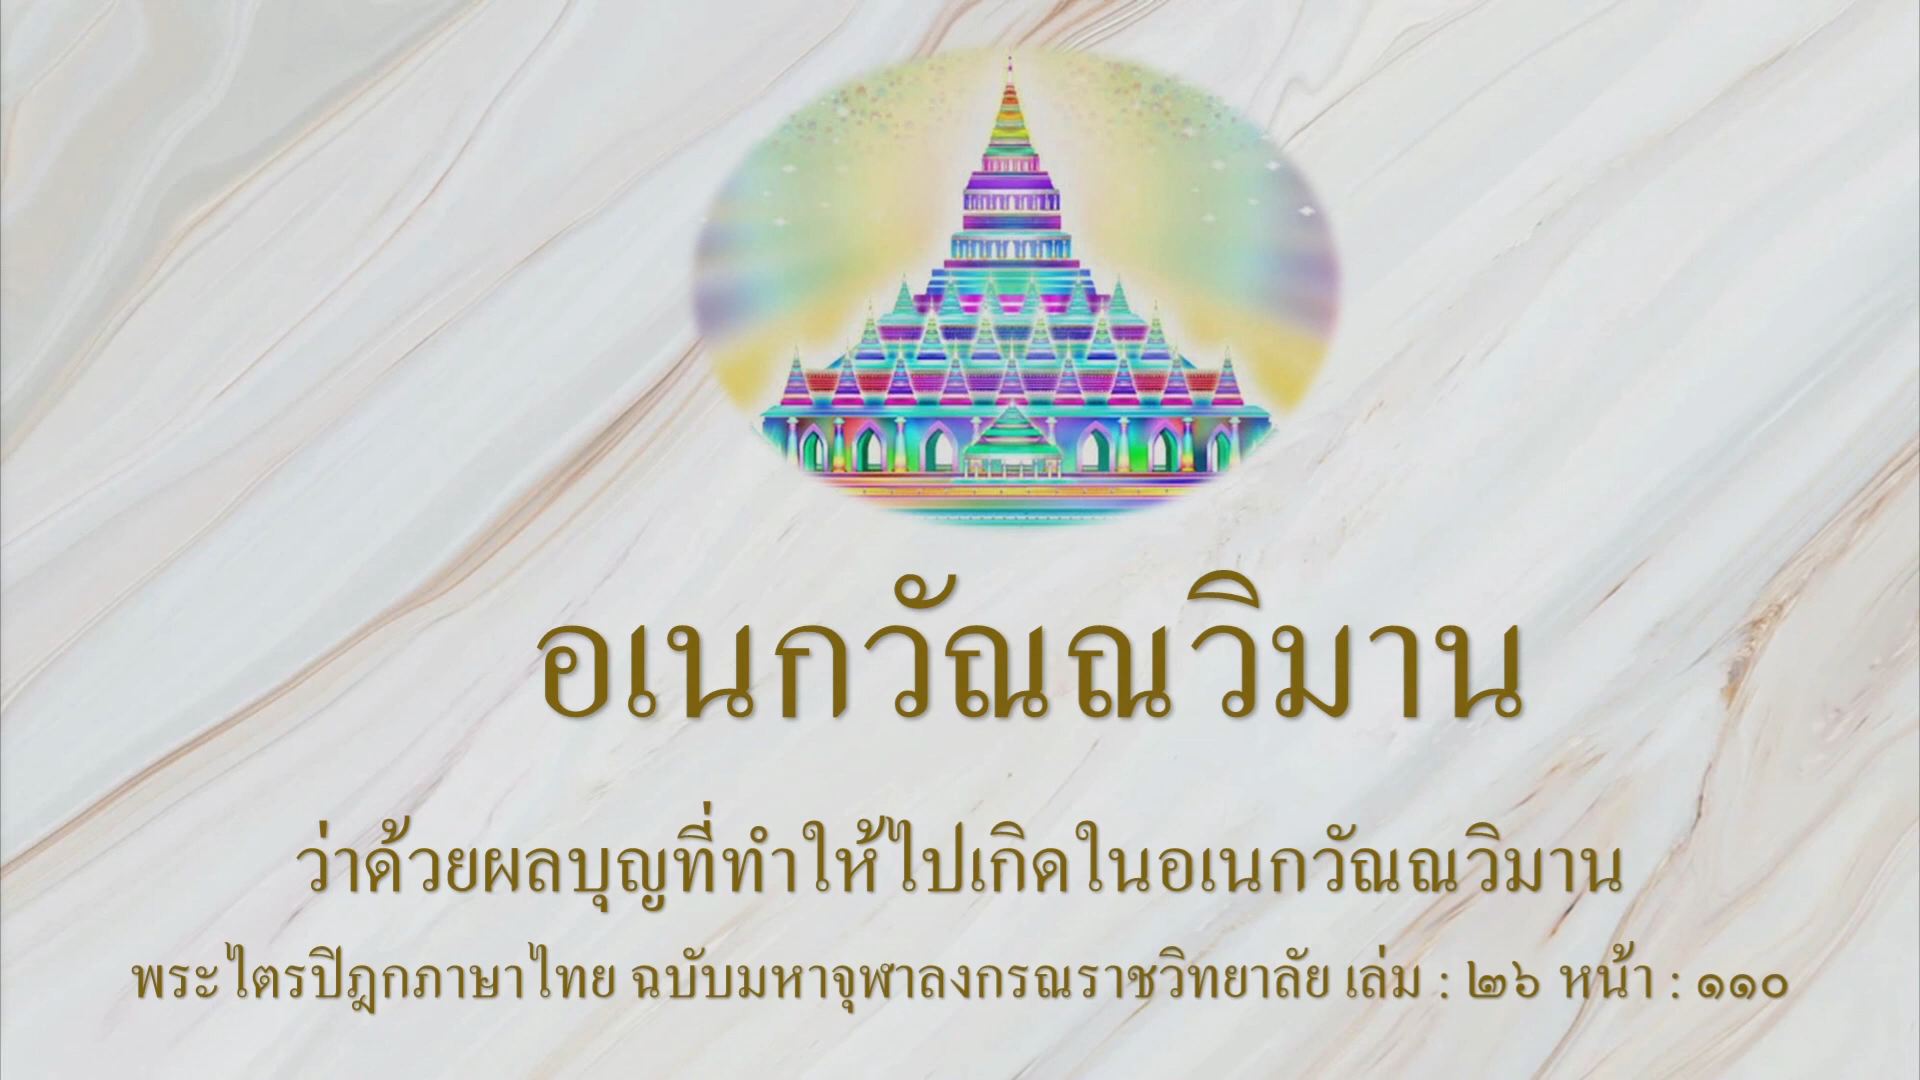 อเนกวัณณวิมาน
ว่าด้วยผลบุญที่ทำให้ไปเกิดในอเนกวัณณวิมาน
พระไตรปิฎกภาษาไทย ฉบับมหาจุฬาลงกรณราชวิทยาลัย เล่ม : ๒๖ หน้า : ๑๑๐